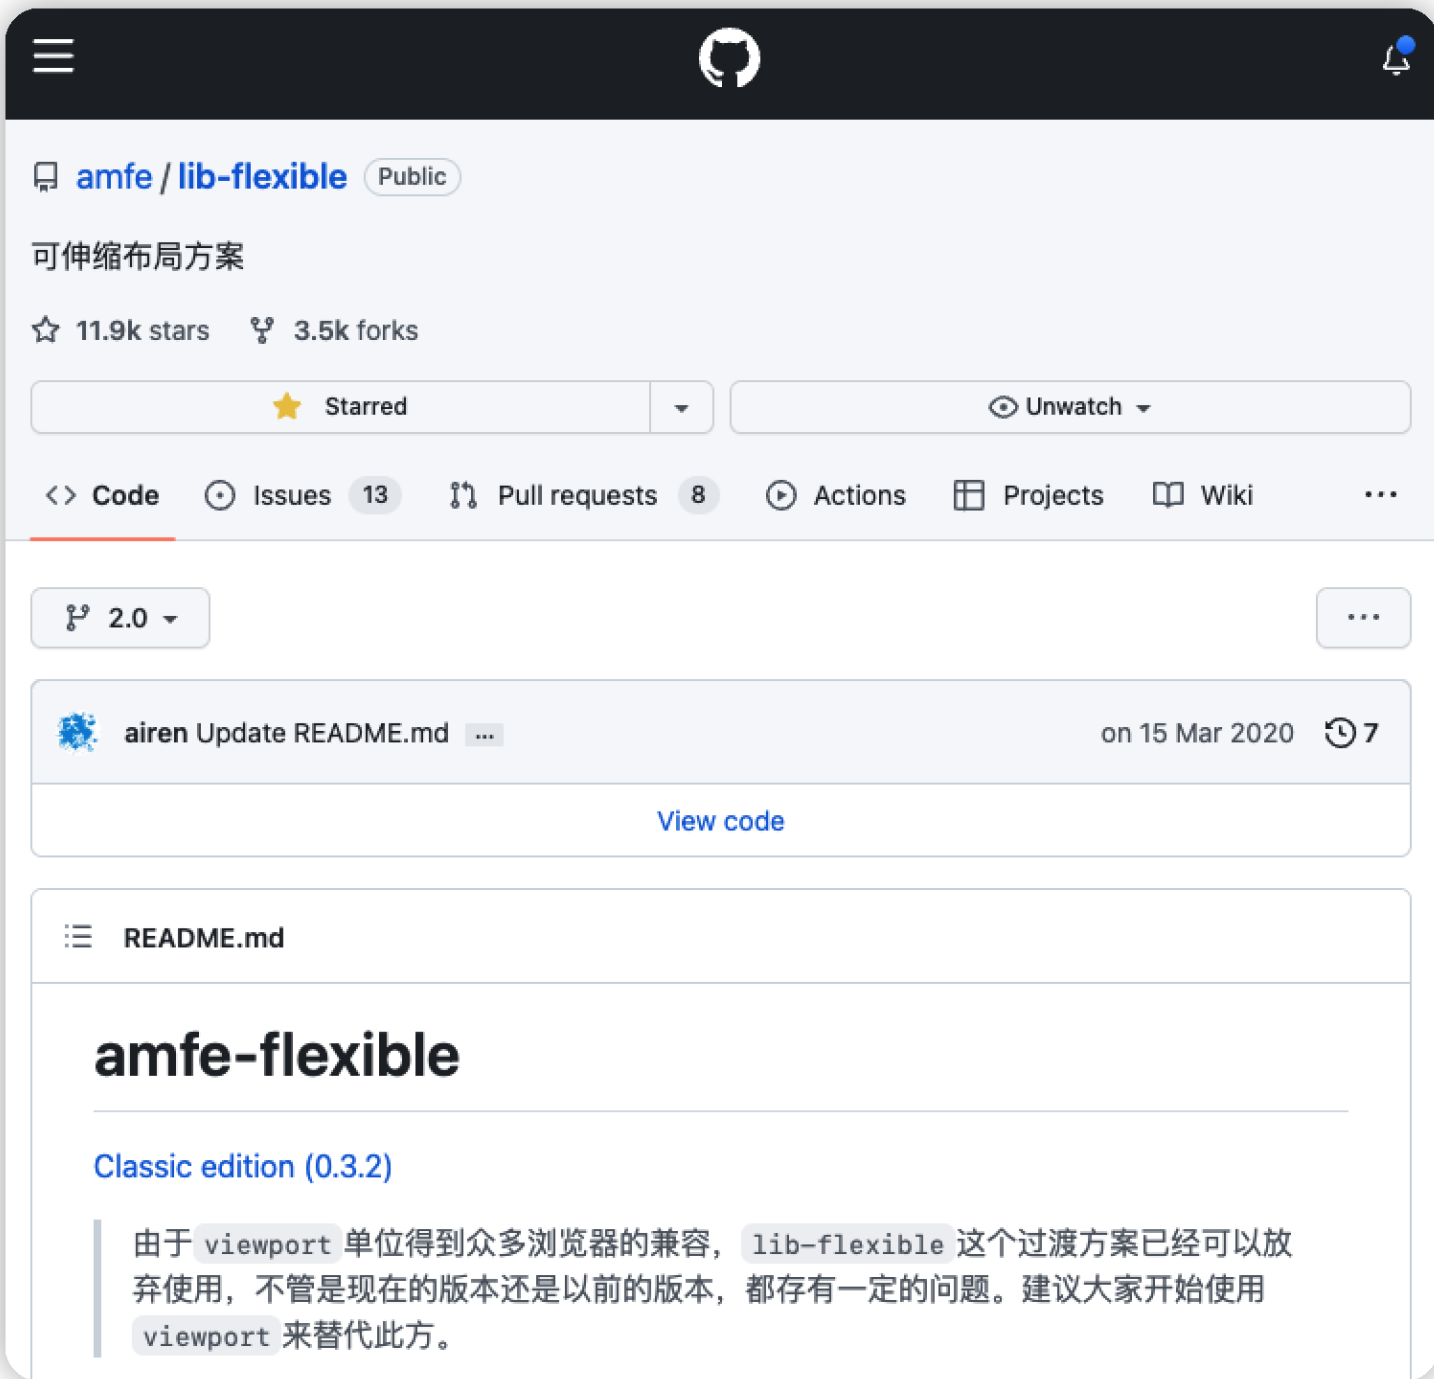 amfe / lib-flexible Public
可伸缩布局方案
11.9k stars 3.5k forks
Starred Unwatch
Code Issues 13 Pull requests 8 Actions Projects Wiki ...
2.0 ...
airen Update README.md ... on 15 Mar 2020 7
View code
README.md
amfe-flexible
Classic edition (0.3.2)
由于viewport单位得到众多浏览器的兼容，lib-flexible这个过渡方案已经可以放
弃使用，不管是现在的版本还是以前的版本，都存有一定的问题。建议大家开始使用
viewport来替代此方。